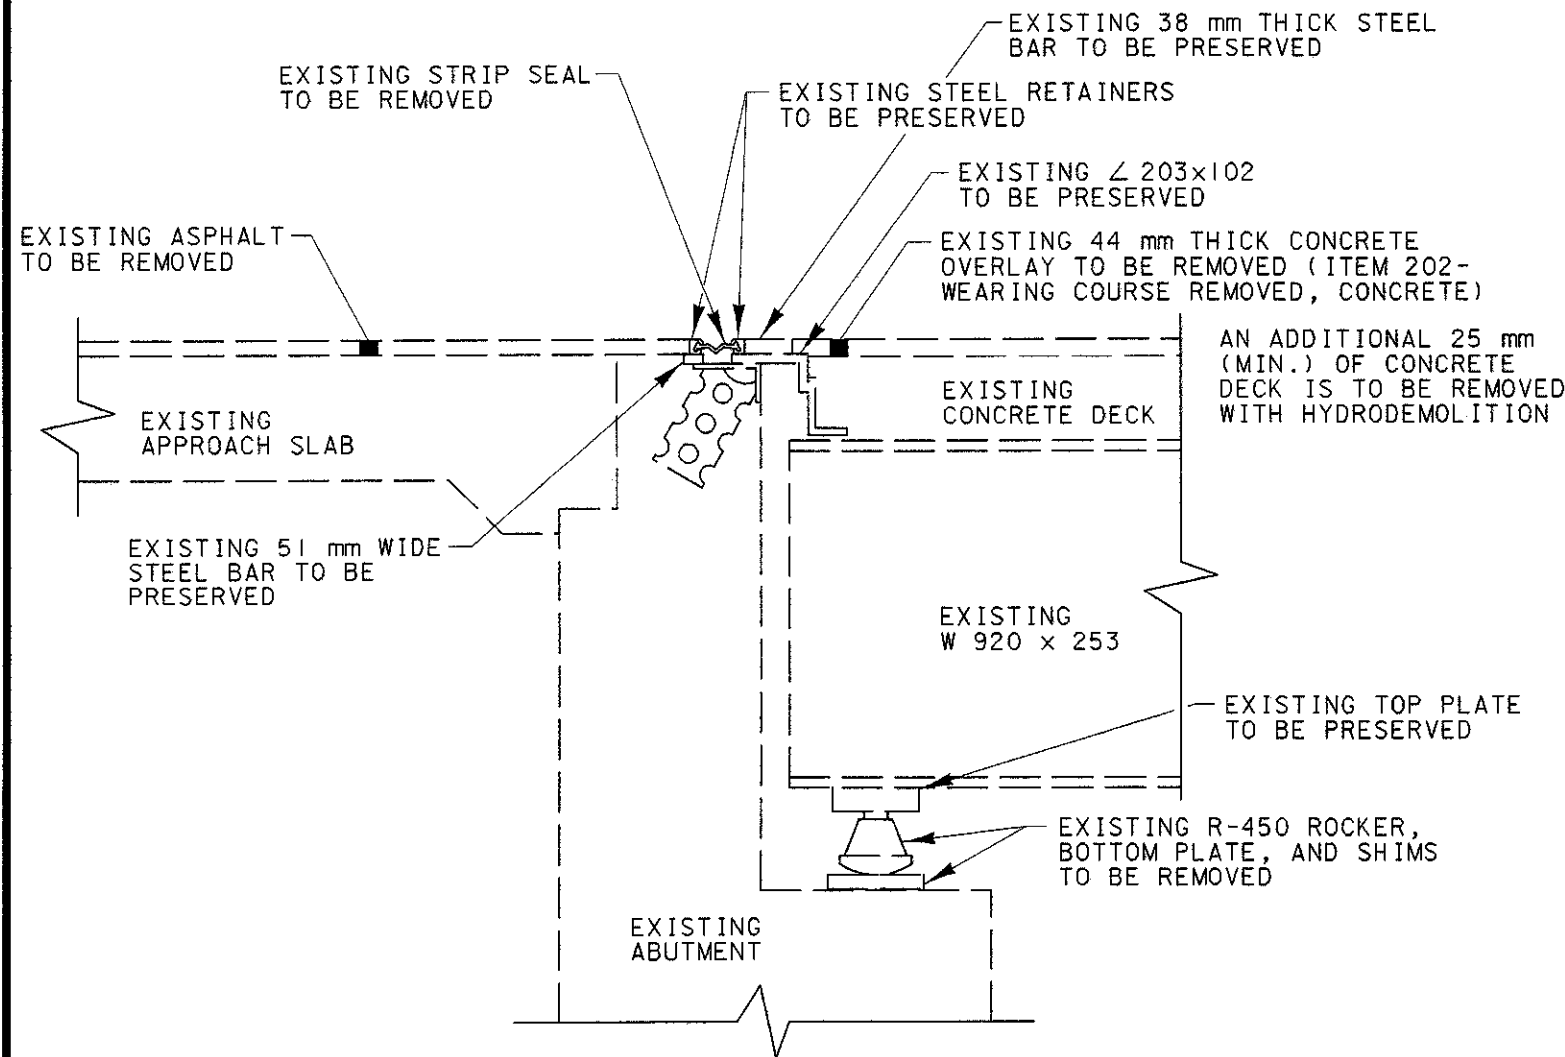 EXISTING 38 mm THICK STEEL
BAR TO BE PRESERVED
EXISTING STRIP SEAL
TO BE REMOVED
EXISTING STEEL RETAINERS
TO BE PRESERVED
EXISTING ∠ 203x102
TO BE PRESERVED
EXISTING ASPHALT
TO BE REMOVED
EXISTING 44 mm THICK CONCRETE
OVERLAY TO BE REMOVED (ITEM 202-
WEARING COURSE REMOVED, CONCRETE)
AN ADDITIONAL 25 mm
(MIN.) OF CONCRETE
DECK IS TO BE REMOVED
WITH HYDRODEMOLITION
EXISTING
APPROACH SLAB
EXISTING
CONCRETE DECK
EXISTING 51 mm WIDE
STEEL BAR TO BE
PRESERVED
EXISTING
W 920 x 253
EXISTING TOP PLATE
TO BE PRESERVED
EXISTING R-450 ROCKER,
BOTTOM PLATE, AND SHIMS
TO BE REMOVED
EXISTING
ABUTMENT